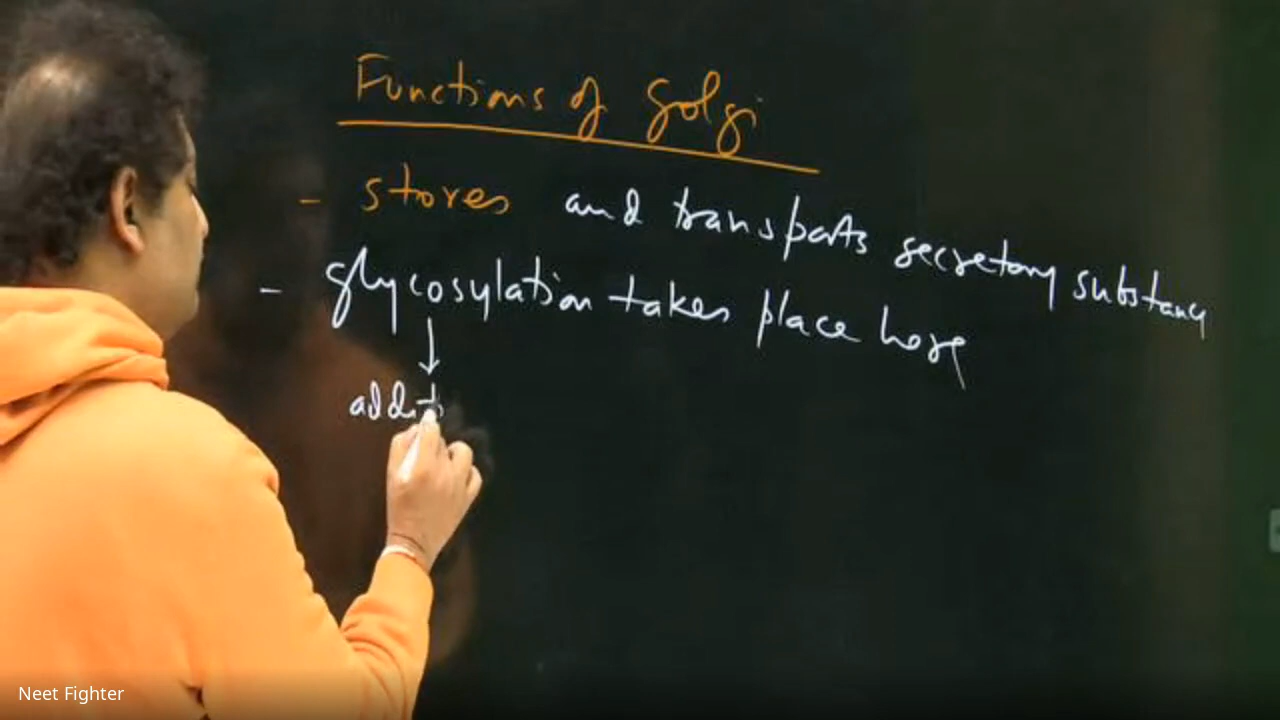 Functions of Golgi
- stores and transports secretory substance
- glycosylation takes place here
↓
addit
Neet Fighter